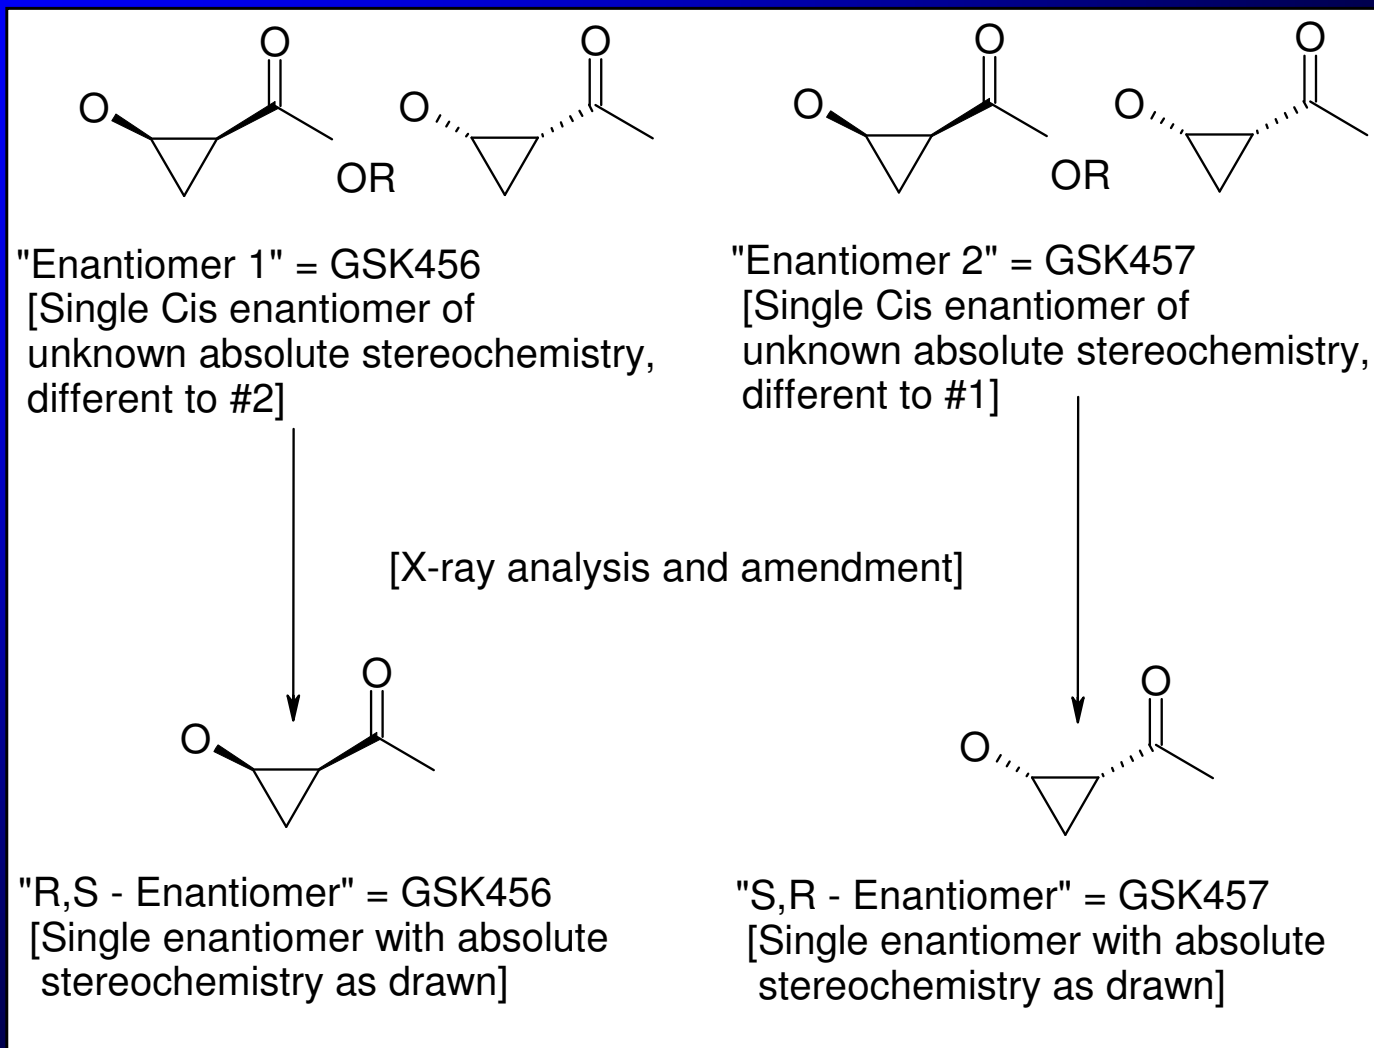 O O O O
O O O O
OR OR
"Enantiomer 1" = GSK456
[Single Cis enantiomer of
unknown absolute stereochemistry,
different to #2]
"Enantiomer 2" = GSK457
[Single Cis enantiomer of
unknown absolute stereochemistry,
different to #1]
[X-ray analysis and amendment]
O O
O O
"R,S - Enantiomer" = GSK456
[Single enantiomer with absolute
stereochemistry as drawn]
"S,R - Enantiomer" = GSK457
[Single enantiomer with absolute
stereochemistry as drawn]